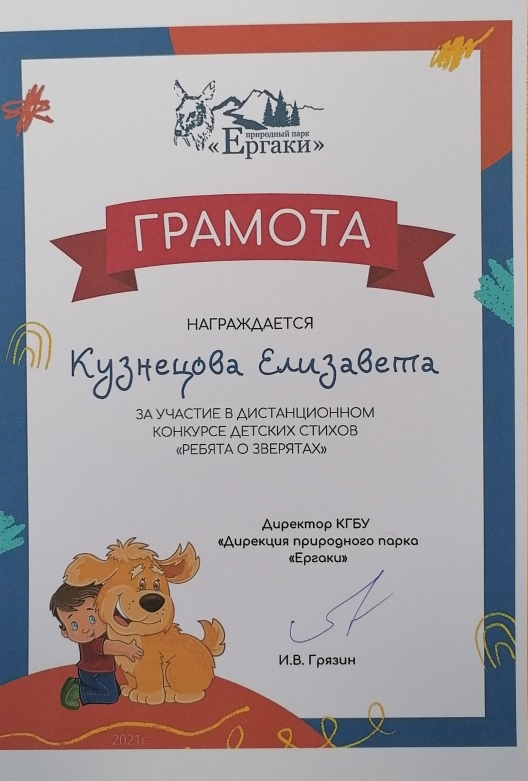 природный парк
«Ергаки»
ГРАМОТА
НАГРАЖДАЕТСЯ
Кузнецова Елизавета
ЗА УЧАСТИЕ В ДИСТАНЦИОННОМ
КОНКУРСЕ ДЕТСКИХ СТИХОВ
«РЕБЯТА О ЗВЕРЯТАХ»
Директор КГБУ
«Дирекция природного парка
«Ергаки»
И.В. Грязин
2021г.